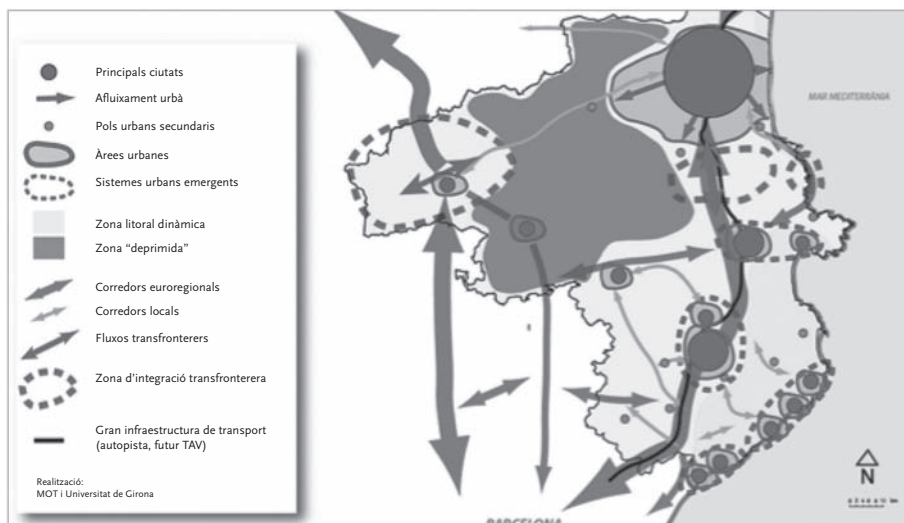 Principals ciutats
Afluixament urbà
Pols urbans secundaris
Àrees urbanes
Sistemes urbans emergents
Zona litoral dinàmica
Zona “deprimida”
Corredors euroregionals
Corredors locals
Fluxos transfronterers
Zona d’integració transfronterera
Gran infraestructura de transport
(autopista, futur TAV)
Realització:
MOT i Universitat de Girona
MAR MEDITERRÀNIA
N
BARCELONA